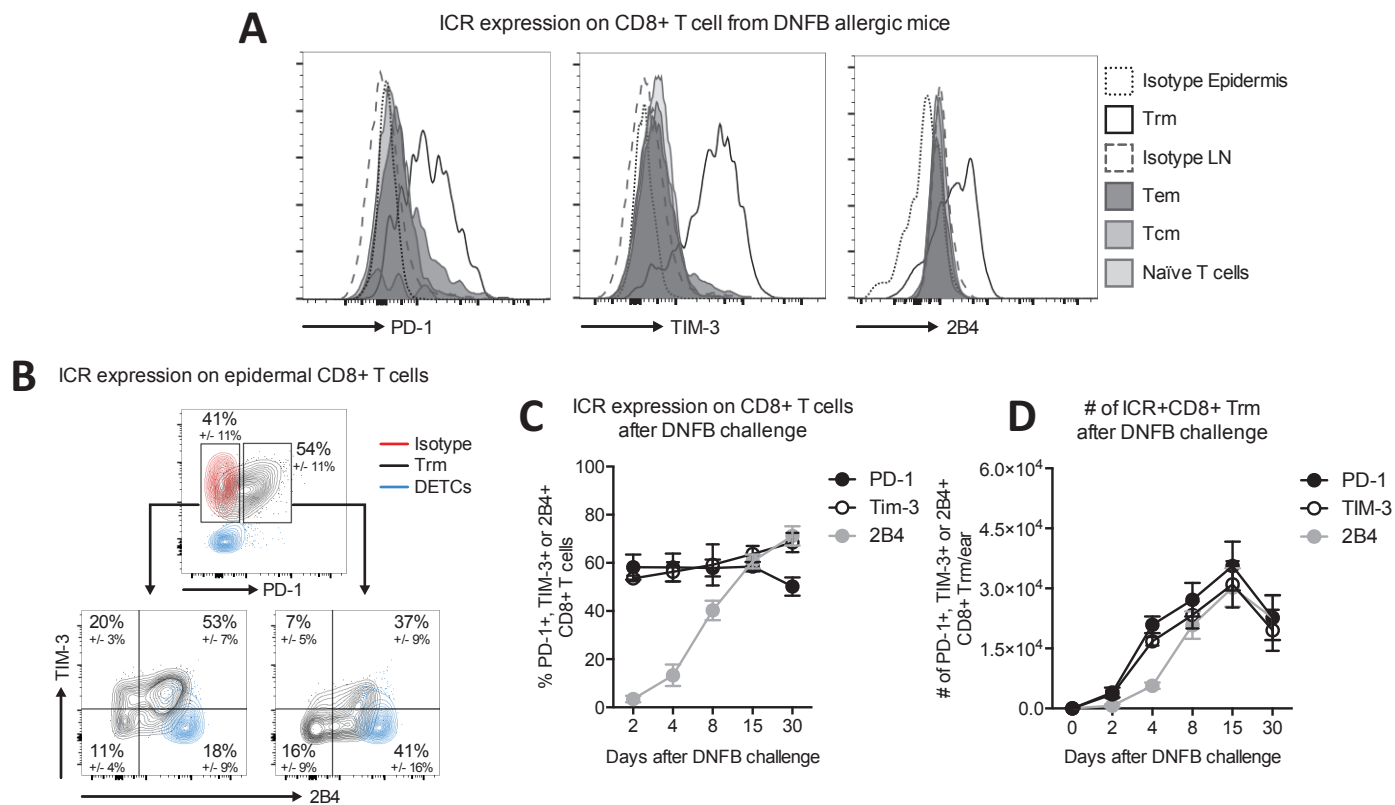 A
ICR expression on CD8+ T cell from DNFB allergic mice
Isotype Epidermis
Trm
Isotype LN
Tem
Tcm
Naïve T cells
PD-1
TIM-3
2B4
B
ICR expression on epidermal CD8+ T cells
41%
+/- 11%
54%
+/- 11%
Isotype
Trm
DETCs
PD-1
20%
+/- 3%
53%
+/- 7%
11%
+/- 4%
18%
+/- 9%
7%
+/- 5%
37%
+/- 9%
16%
+/- 9%
41%
+/- 16%
TIM-3
2B4
C
ICR expression on CD8+ T cells
after DNFB challenge
% PD-1+, TIM-3+ or 2B4+
CD8+ T cells
100
80
60
40
20
0
2 4 8 15 30
Days after DNFB challenge
PD-1
Tim-3
2B4
D
# of ICR+CD8+ Trm
after DNFB challenge
# of PD-1+, TIM-3+ or 2B4+
CD8+ Trm/ear
6.0×10⁴
4.5×10⁴
3.0×10⁴
1.5×10⁴
0.0
0 2 4 8 15 30
Days after DNFB challenge
PD-1
TIM-3
2B4